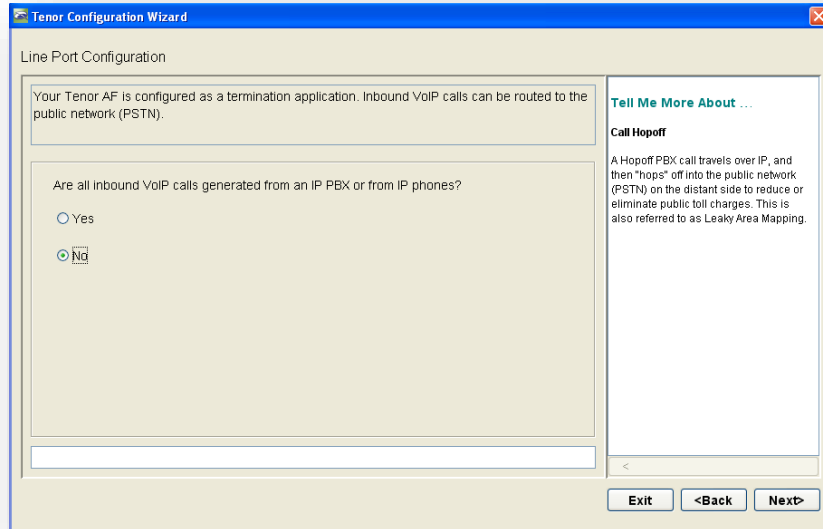 Tenor Configuration Wizard
Line Port Configuration
Your Tenor AF is configured as a termination application. Inbound VoIP calls can be routed to the
public network (PSTN).
Are all inbound VoIP calls generated from an IP PBX or from IP phones?
Yes
No
Tell Me More About ...
Call Hopoff
A Hopoff PBX call travels over IP, and
then "hops" off into the public network
(PSTN) on the distant side to reduce or
eliminate public toll charges. This is
also referred to as Leaky Area Mapping.
<
Exit
<Back
Next>